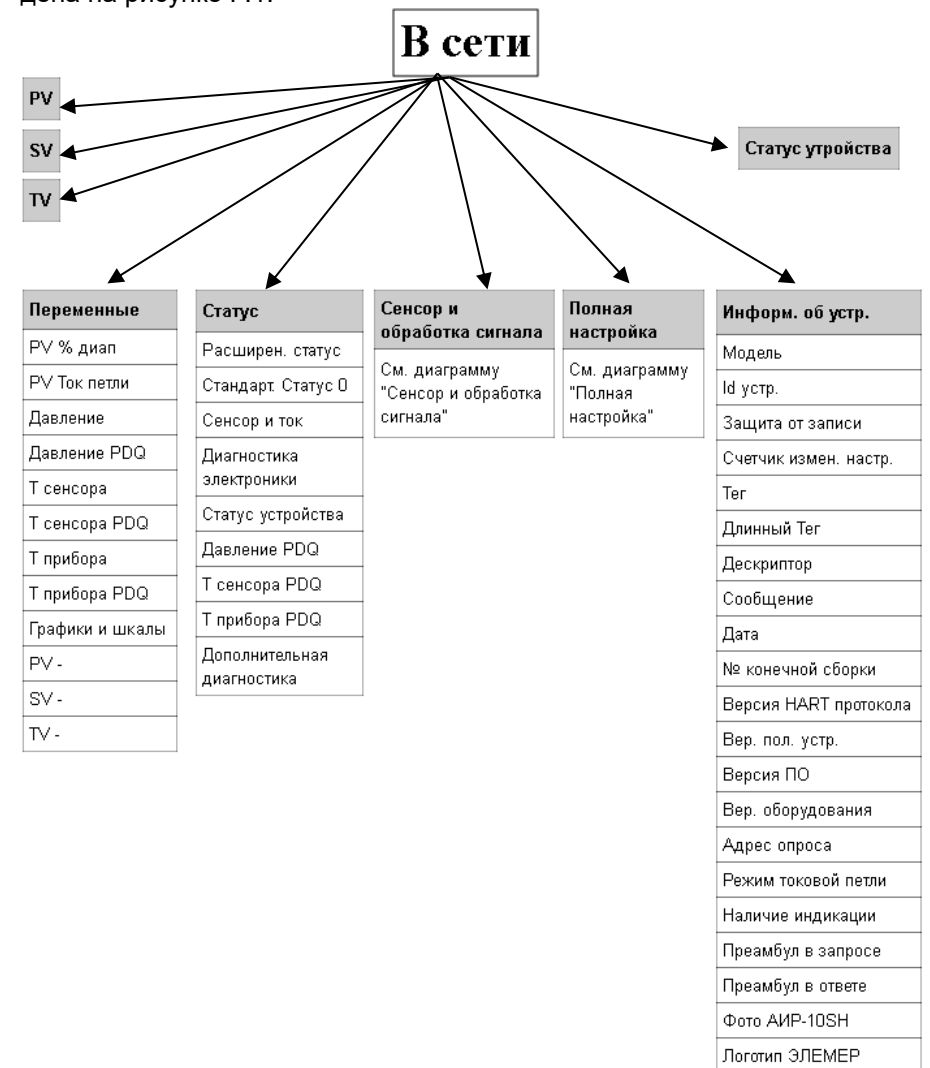 В сети
PV
SV
TV
Статус утройства
Переменные
PV % диап
PV Ток петли
Давление
Давление PDQ
Т сенсора
Т сенсора PDQ
Т прибора
Т прибора PDQ
Графики и шкалы
PV -
SV -
TV -
Статус
Расширен. статус
Стандарт. Статус 0
Сенсор и ток
Диагностика
электроники
Статус устройства
Давление PDQ
Т сенсора PDQ
Т прибора PDQ
Дополнительная
диагностика
Сенсор и
обработка сигнала
См. диаграмму
"Сенсор и обработка
сигнала"
Полная
настройка
См. диаграмму
"Полная
настройка"
Информ. об устр.
Модель
Id устр.
Защита от записи
Счетчик измен. настр.
Тег
Длинный Тег
Дескриптор
Сообщение
Дата
№ конечной сборки
Версия HART протокола
Вер. пол. устр.
Версия ПО
Вер. оборудования
Адрес опроса
Режим токовой петли
Наличие индикации
Преамбул в запросе
Преамбул в ответе
Фото АИР-10SH
Логотип ЭЛЕМЕР